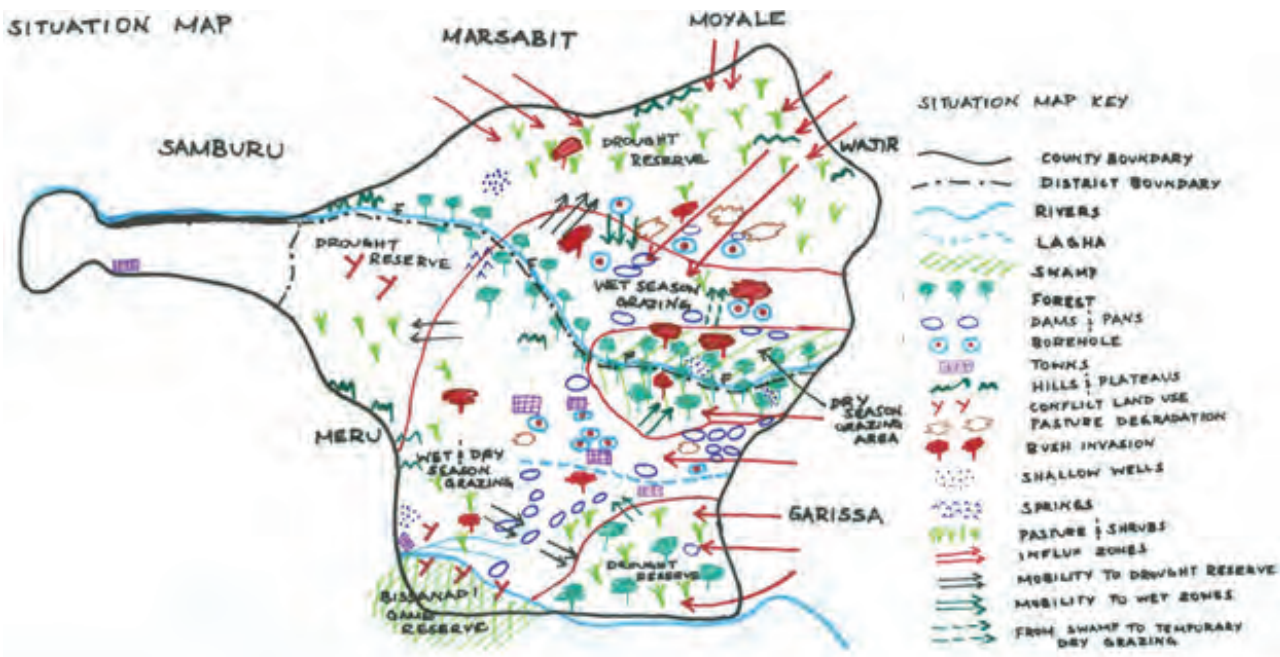 SITUATION MAP
MARSABIT
MOYALE
SAMBURU
WAJIR
DROUGHT
RESERVE
DROUGHT
RESERVE
F
F
WET SEASON
GRAZING
F
F
DRY
SEASON
GRAZING
AREA
MERU
WET & DRY
SEASON
GRAZING
GARISSA
DROUGHT
RESERVE
BISSANADI
GAME
RESERVE
SITUATION MAP KEY
COUNTY BOUNDARY
DISTRICT BOUNDARY
RIVERS
LAGHA
SWAMP
FOREST
DAMS & PANS
BOREHOLE
TOWNS
HILLS & PLATEAUS
CONFLICT LAND USE
PASTURE DEGRADATION
BUSH INVASION
SHALLOW WELLS
SPRINGS
PASTURE & SHRUBS
INFLUX ZONES
MOBILITY TO DROUGHT RESERVE
MOBILITY TO WET ZONES
FROM SWAMP TO TEMPORARY
DRY GRAZING